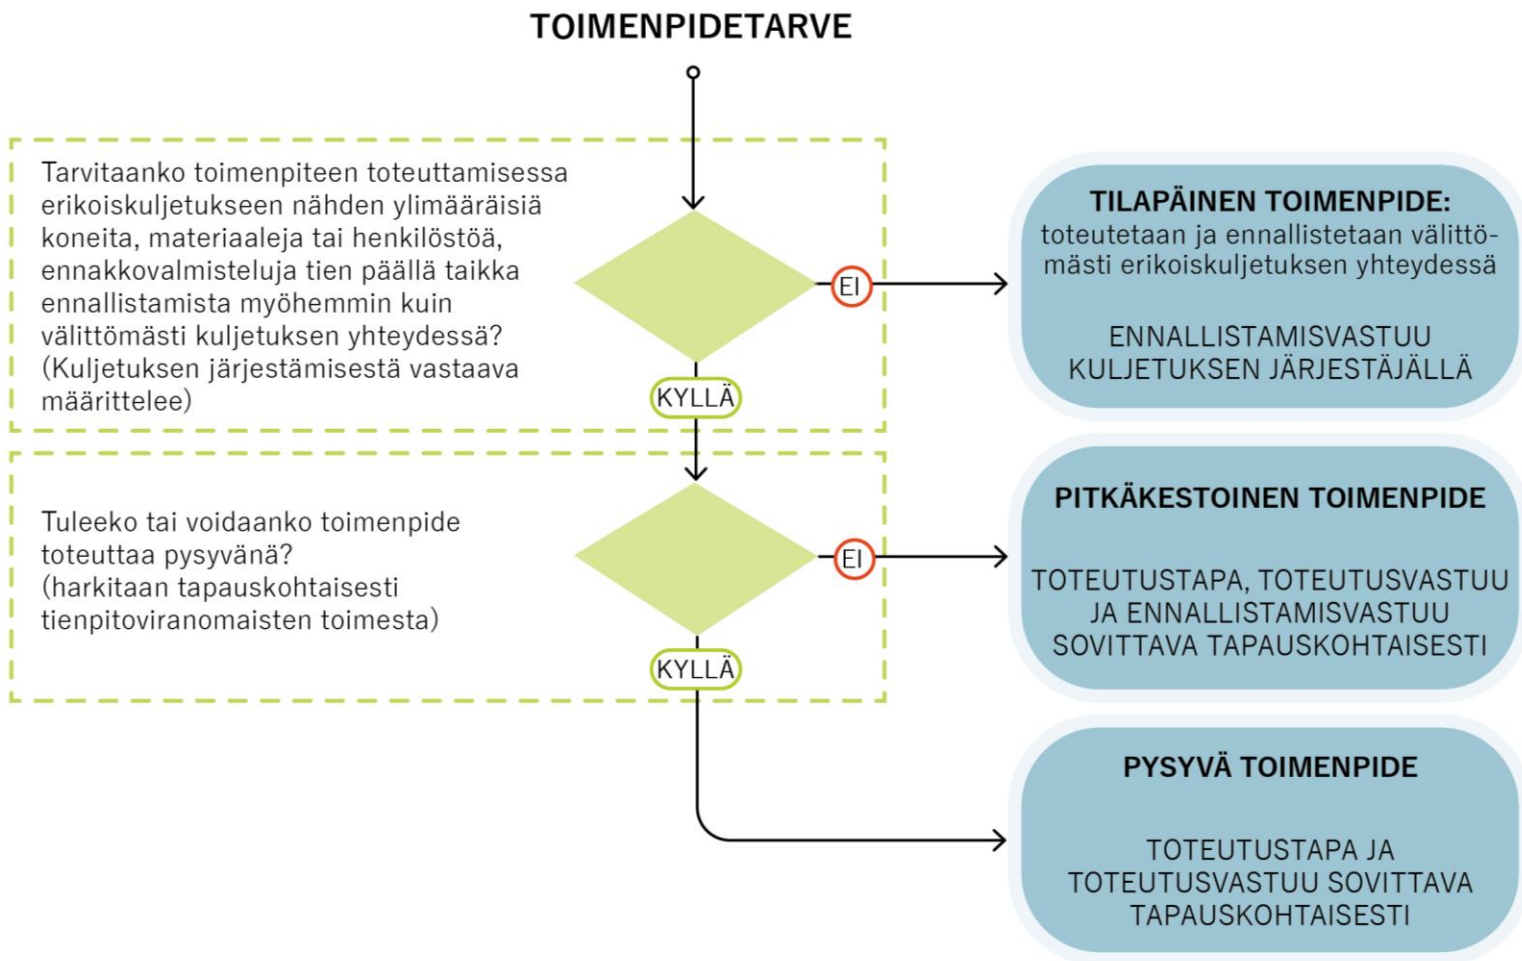 TOIMENPIDETARVE
Tarvitaanko toimenpiteen toteuttamisessa
erikoiskuljetukseen nähden ylimääräisiä
koneita, materiaaleja tai henkilöstöä,
ennakkovalmisteluja tien päällä taikka
ennallistamista myöhemmin kuin
välittömästi kuljetuksen yhteydessä?
(Kuljetuksen järjestämisestä vastaava
määrittelee)
EI
KYLLÄ
TILAPÄINEN TOIMENPIDE:
toteutetaan ja ennallistetaan välittö-
mästi erikoiskuljetuksen yhteydessä
ENNALLISTAMISVASTUU
KULJETUKSEN JÄRJESTÄJÄLLÄ
Tuleeko tai voidaanko toimenpide
toteuttaa pysyvänä?
(harkitaan tapauskohtaisesti
tienpitoviranomaisten toimesta)
EI
KYLLÄ
PITKÄKESTOINEN TOIMENPIDE
TOTEUTUSTAPA, TOTEUTUSVASTUU
JA ENNALLISTAMISVASTUU
SOVITTAVA TAPAUSKOHTAISESTI
PYSYVÄ TOIMENPIDE
TOTEUTUSTAPA JA
TOTEUTUSVASTUU SOVITTAVA
TAPAUSKOHTAISESTI